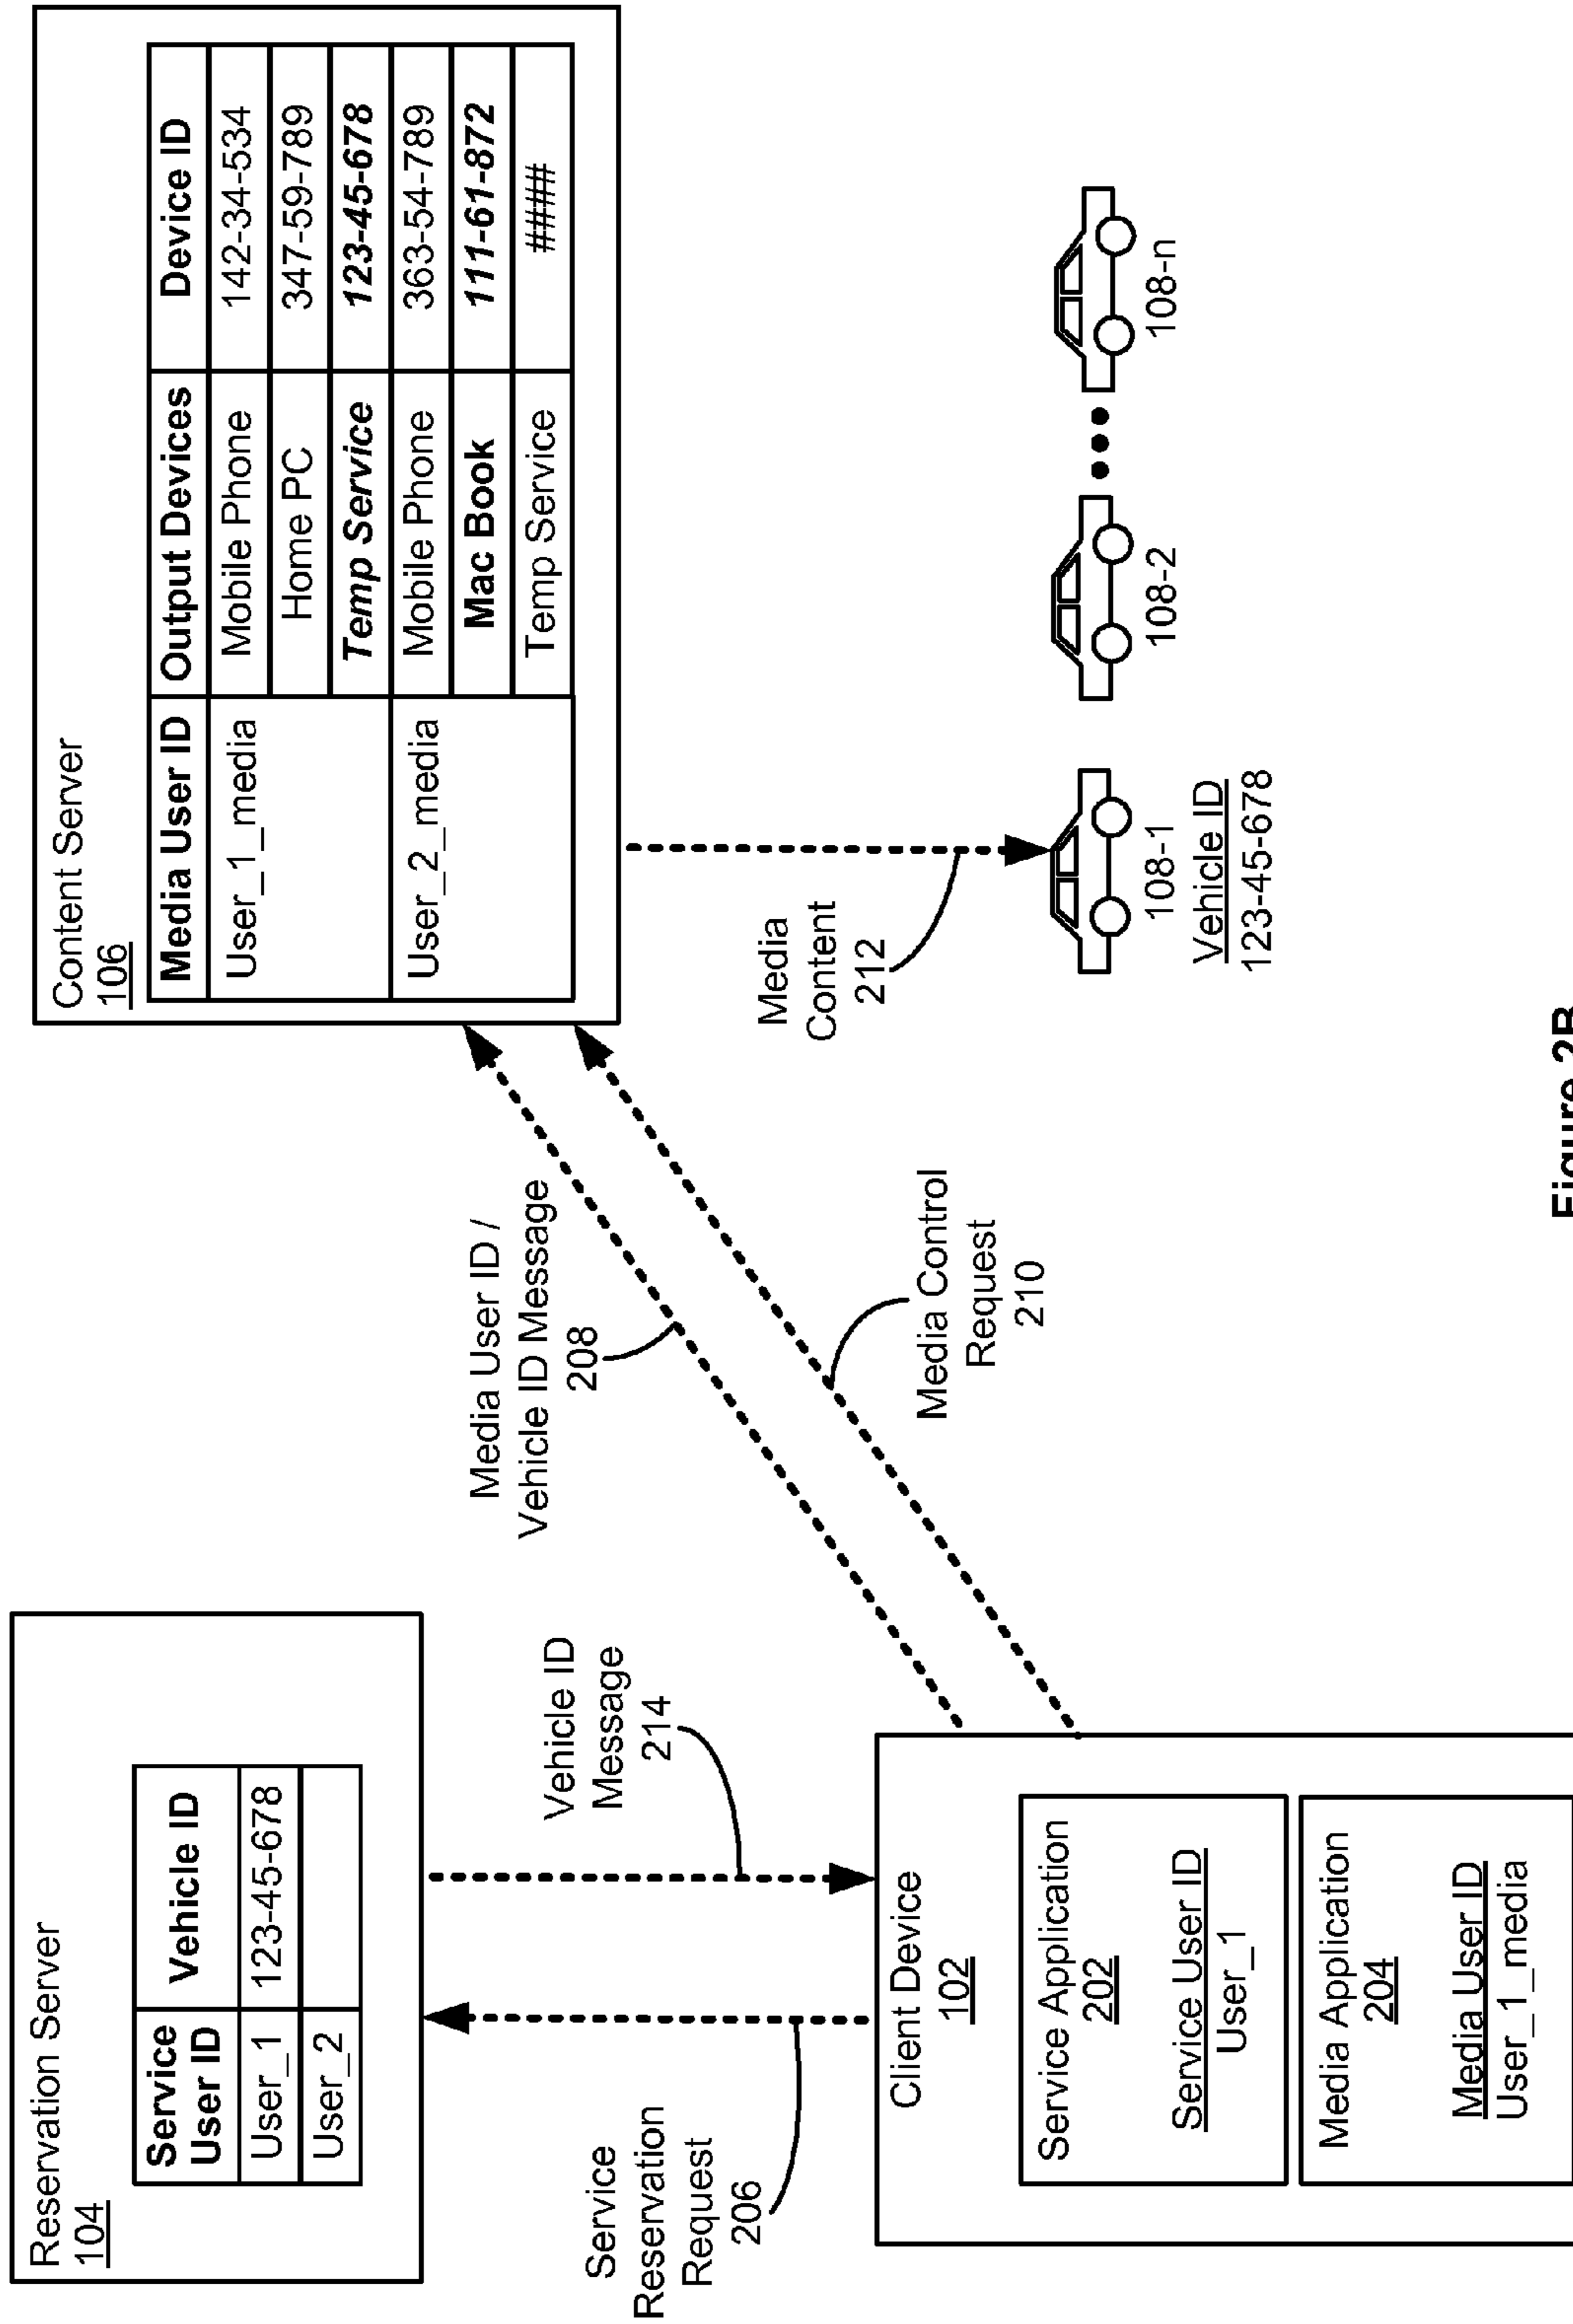 Reservation Server
104
Service
User ID
Vehicle ID
User_1
123-45-678
User_2
Content Server
106
Media User ID
Output Devices
Device ID
User_1_media
Mobile Phone
142-34-534
Home PC
347-59-789
Temp Service
123-45-678
User_2_media
Mobile Phone
363-54-789
Mac Book
111-61-872
Temp Service
####
Service
Reservation
Request
206
Vehicle ID
Message
214
Media User ID /
Vehicle ID Message
208
Media Control
Request
210
Media
Content
212
Client Device
102
Service Application
202
Service User ID
User_1
Media Application
204
Media User ID
User_1_media
108-1
Vehicle ID
123-45-678
108-2
108-n
Figure 2B